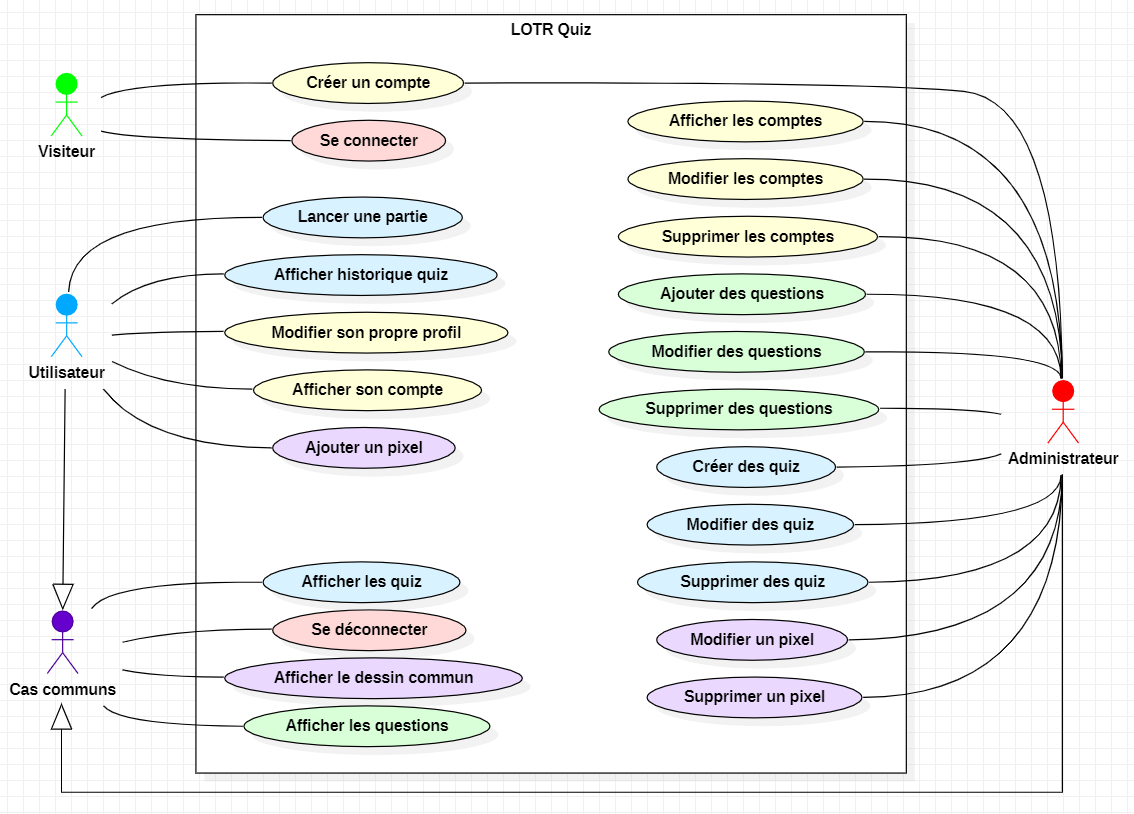 LOTR Quiz
Créer un compte
Se connecter
Visiteur
Lancer une partie
Afficher historique quiz
Modifier son propre profil
Afficher son compte
Ajouter un pixel
Utilisateur
Afficher les quiz
Se déconnecter
Afficher le dessin commun
Afficher les questions
Cas communs
Afficher les comptes
Modifier les comptes
Supprimer les comptes
Ajouter des questions
Modifier des questions
Supprimer des questions
Créer des quiz
Modifier des quiz
Supprimer des quiz
Modifier un pixel
Supprimer un pixel
Administrateur